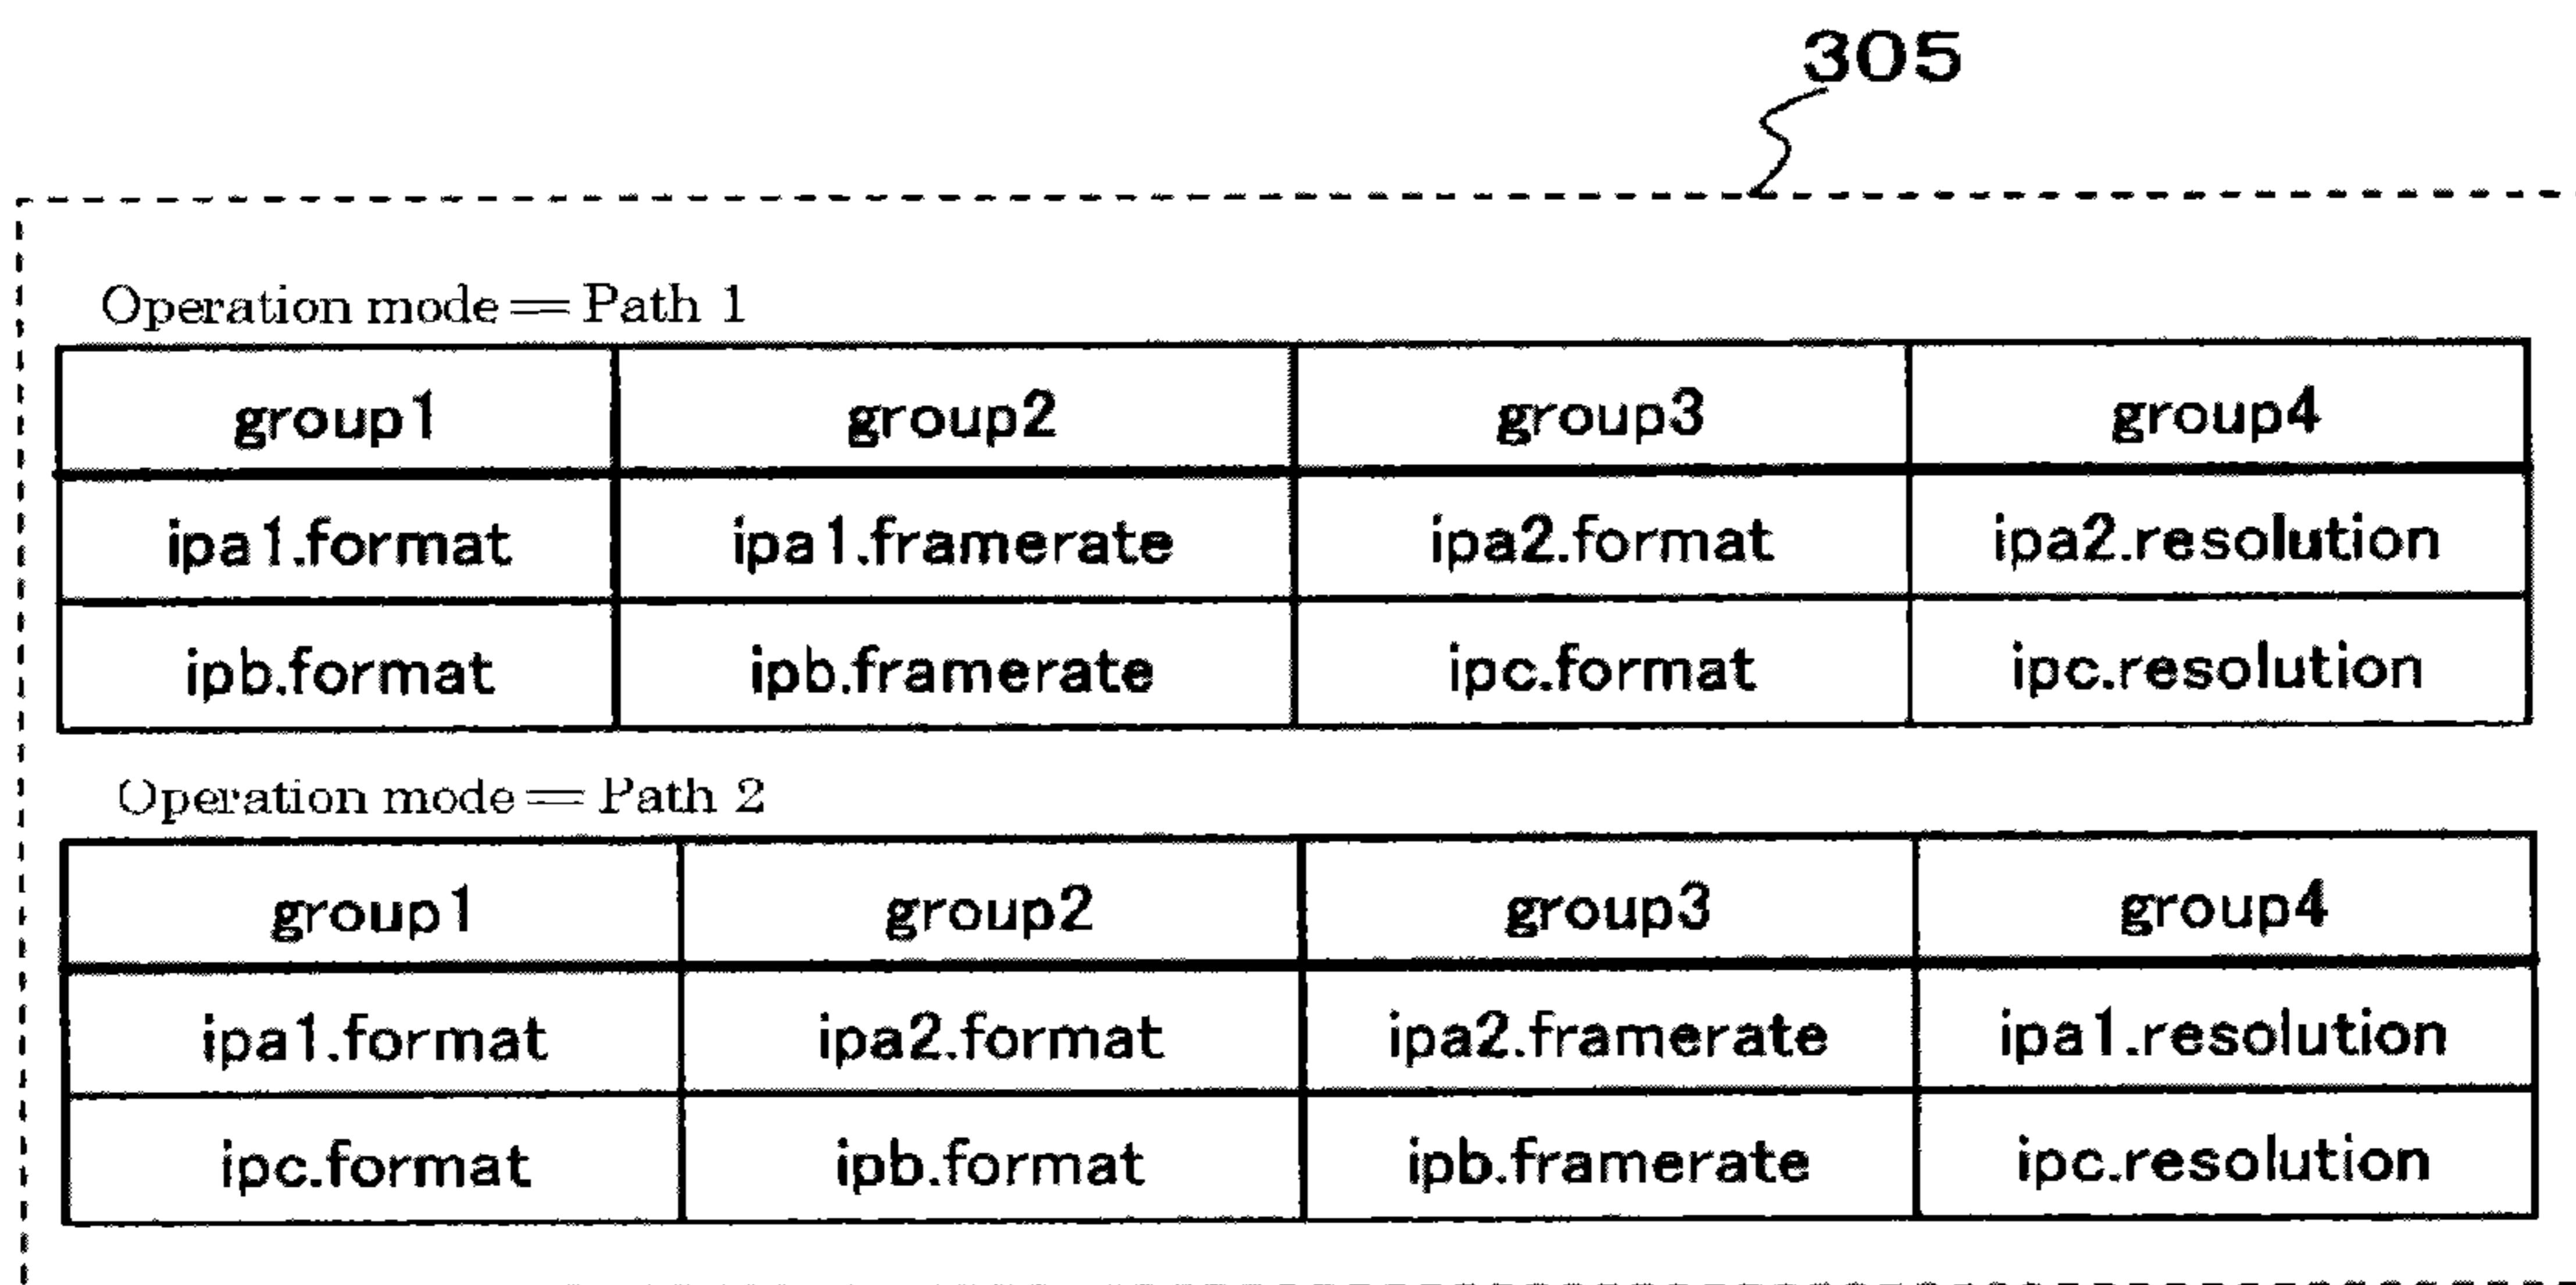 305
Operation mode == Path 1
group1 group2 group3 group4
ipa1.format ipa1.framerate ipa2.format ipa2.resolution
ipb.format ipb.framerate ipc.format ipc.resolution
Operation mode == Path 2
group1 group2 group3 group4
ipa1.format ipa2.format ipa2.framerate ipa1.resolution
ipc.format ipb.format ipb.framerate ipc.resolution